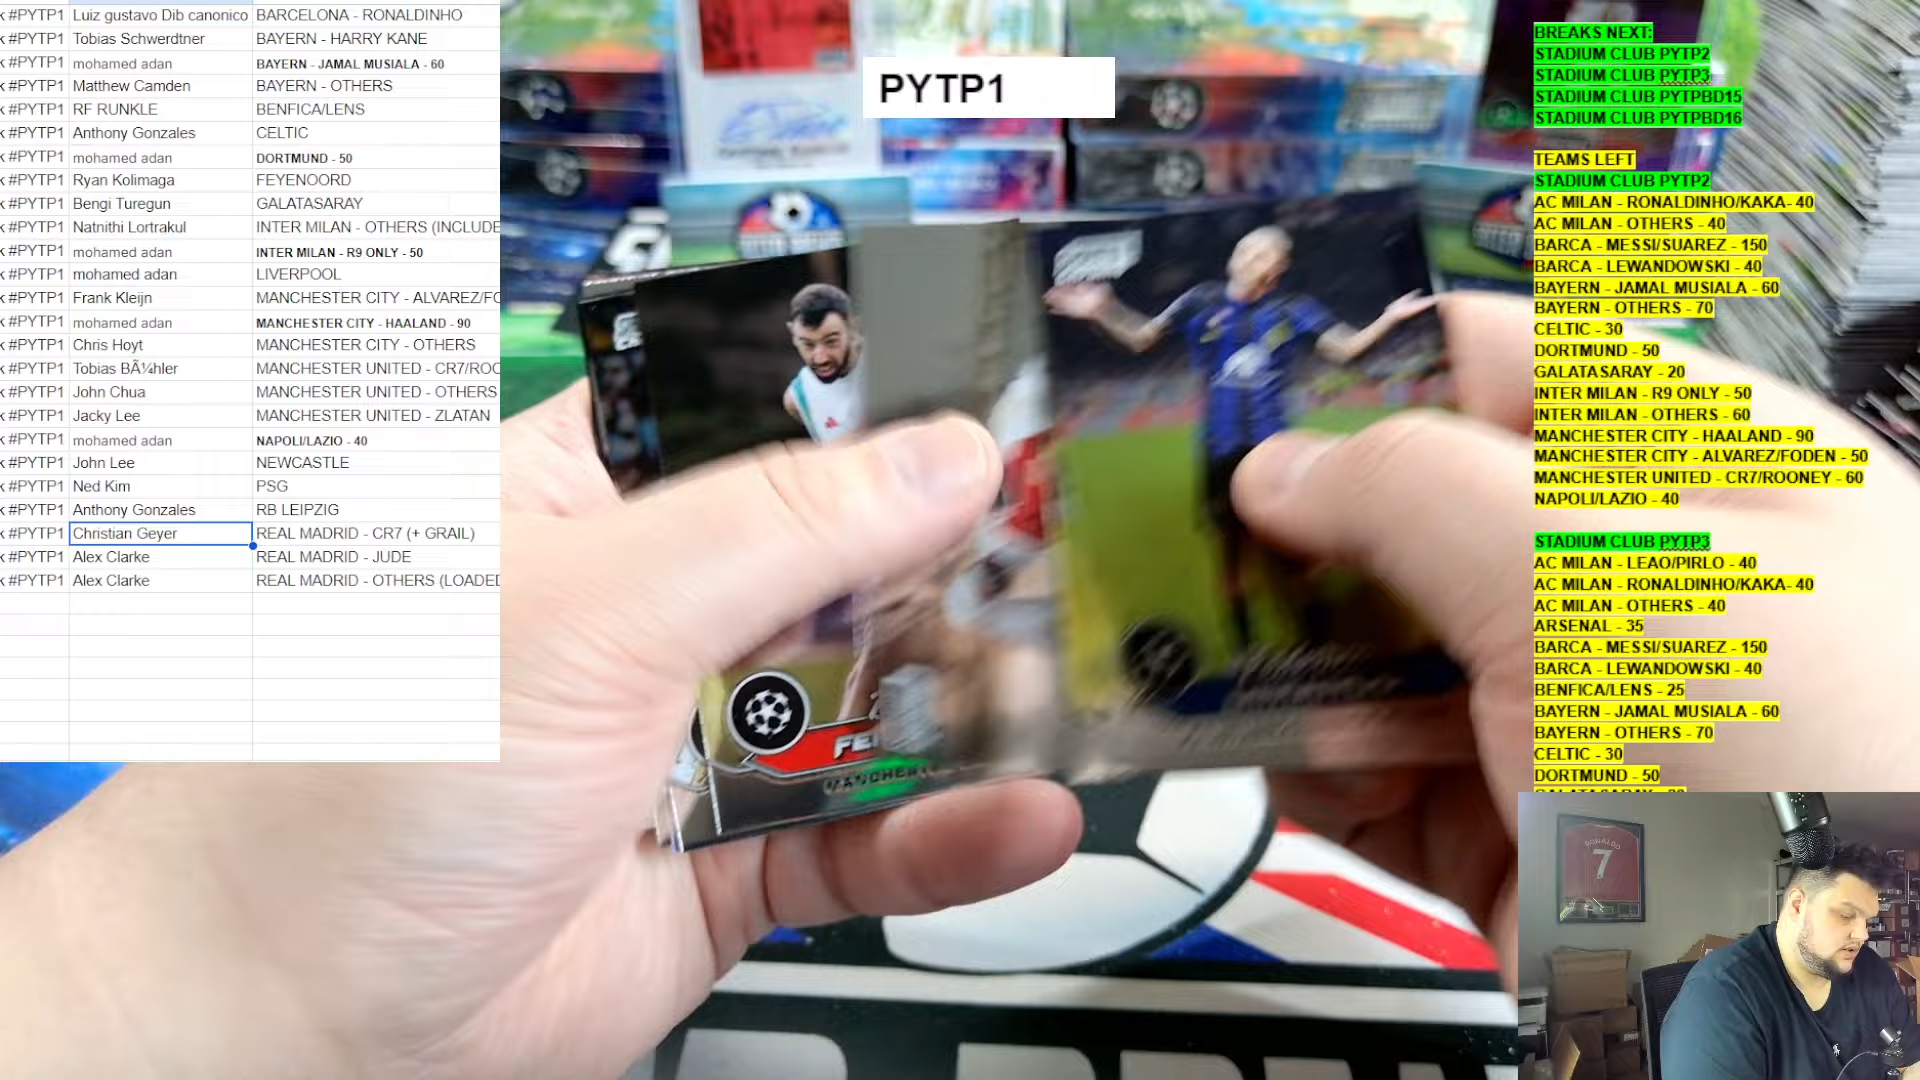 k #PYTP1 Luiz gustavo Dib canonico BARCELONA - RONALDINHO
k #PYTP1 Tobias Schwerdtner BAYERN - HARRY KANE
k #PYTP1 mohamed adan BAYERN - JAMAL MUSIALA - 60
k #PYTP1 Matthew Camden BAYERN - OTHERS
k #PYTP1 RF RUNKLE BENFICA/LENS
k #PYTP1 Anthony Gonzales CELTIC
k #PYTP1 mohamed adan DORTMUND - 50
k #PYTP1 Ryan Kolimaga FEYENOORD
k #PYTP1 Bengi Turegun GALATASARAY
k #PYTP1 Natnithi Lortrakul INTER MILAN - OTHERS (INCLUDE
k #PYTP1 mohamed adan INTER MILAN - R9 ONLY - 50
k #PYTP1 mohamed adan LIVERPOOL
k #PYTP1 Frank Kleijn MANCHESTER CITY - ALVAREZ/FO
k #PYTP1 mohamed adan MANCHESTER CITY - HAALAND - 90
k #PYTP1 Chris Hoyt MANCHESTER CITY - OTHERS
k #PYTP1 Tobias BÃ¼hler MANCHESTER UNITED - CR7/ROO
k #PYTP1 John Chua MANCHESTER UNITED - OTHERS
k #PYTP1 Jacky Lee MANCHESTER UNITED - ZLATAN
k #PYTP1 mohamed adan NAPOLI/LAZIO - 40
k #PYTP1 John Lee NEWCASTLE
k #PYTP1 Ned Kim PSG
k #PYTP1 Anthony Gonzales RB LEIPZIG
k #PYTP1 Christian Geyer REAL MADRID - CR7 (+ GRAIL)
k #PYTP1 Alex Clarke REAL MADRID - JUDE
k #PYTP1 Alex Clarke REAL MADRID - OTHERS (LOADED
PYTP1
FE
MANCHEST
BREAKS NEXT:
STADIUM CLUB PYTP2
STADIUM CLUB PYTP3
STADIUM CLUB PYTPBD15
STADIUM CLUB PYTPBD16
TEAMS LEFT
STADIUM CLUB PYTP2
AC MILAN - RONALDINHO/KAKA- 40
AC MILAN - OTHERS - 40
BARCA - MESSI/SUAREZ - 150
BARCA - LEWANDOWSKI - 40
BAYERN - JAMAL MUSIALA - 60
BAYERN - OTHERS - 70
CELTIC - 30
DORTMUND - 50
GALATASARAY - 20
INTER MILAN - R9 ONLY - 50
INTER MILAN - OTHERS - 60
MANCHESTER CITY - HAALAND - 90
MANCHESTER CITY - ALVAREZ/FODEN - 50
MANCHESTER UNITED - CR7/ROONEY - 60
NAPOLI/LAZIO - 40
STADIUM CLUB PYTP3
AC MILAN - LEAO/PIRLO - 40
AC MILAN - RONALDINHO/KAKA- 40
AC MILAN - OTHERS - 40
ARSENAL - 35
BARCA - MESSI/SUAREZ - 150
BARCA - LEWANDOWSKI - 40
BENFICA/LENS - 25
BAYERN - JAMAL MUSIALA - 60
BAYERN - OTHERS - 70
CELTIC - 30
DORTMUND - 50
RONALDO
7